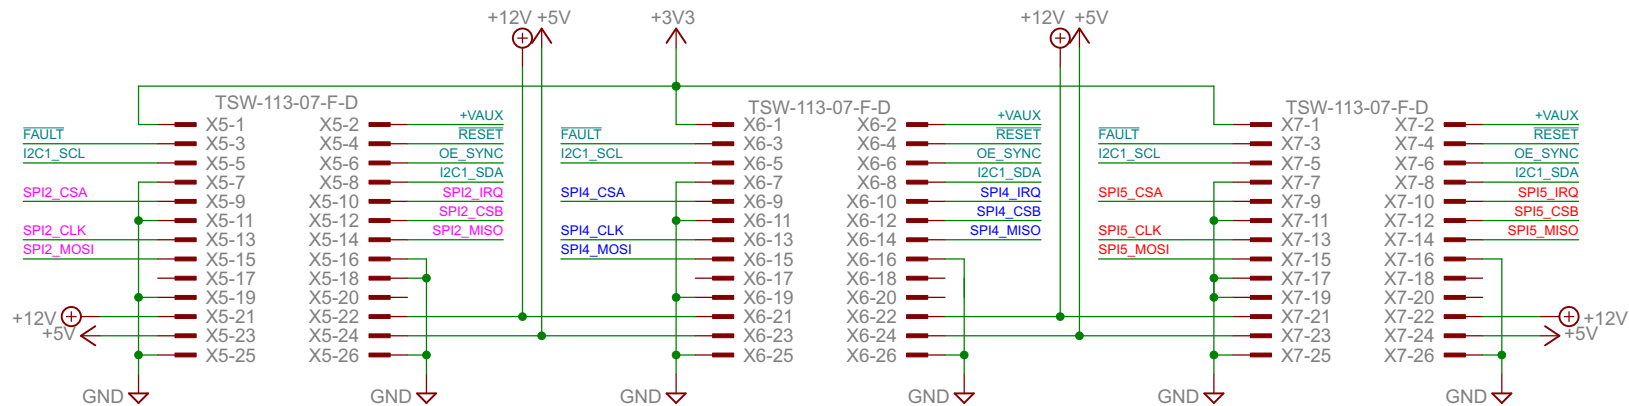 +12V +5V +3V3 +12V +5V
TSW-113-07-F-D TSW-113-07-F-D TSW-113-07-F-D
X5-1 X5-2 +VAUX X6-1 X6-2 +VAUX X7-1 X7-2 +VAUX
FAULT X5-3 X5-4 RESET FAULT X6-3 X6-4 RESET FAULT X7-3 X7-4 RESET
I2C1_SCL X5-5 X5-6 OE_SYNC I2C1_SCL X6-5 X6-6 OE_SYNC I2C1_SCL X7-5 X7-6 OE_SYNC
X5-7 X5-8 I2C1_SDA X6-7 X6-8 I2C1_SDA X7-7 X7-8 I2C1_SDA
SPI2_CSA X5-9 X5-10 SPI2_IRQ SPI4_CSA X6-9 X6-10 SPI4_IRQ SPI5_CSA X7-9 X7-10 SPI5_IRQ
X5-11 X5-12 SPI2_CSB X6-11 X6-12 SPI4_CSB X7-11 X7-12 SPI5_CSB
SPI2_CLK X5-13 X5-14 SPI2_MISO SPI4_CLK X6-13 X6-14 SPI4_MISO SPI5_CLK X7-13 X7-14 SPI5_MISO
SPI2_MOSI X5-15 X5-16 SPI4_MOSI X6-15 X6-16 SPI5_MOSI X7-15 X7-16
X5-17 X5-18 X6-17 X6-18 X7-17 X7-18
X5-19 X5-20 X6-19 X6-20 X7-19 X7-20
+12V X5-21 X5-22 X6-21 X6-22 X7-21 X7-22 +12V
+5V X5-23 X5-24 X6-23 X6-24 X7-23 X7-24 +5V
X5-25 X5-26 X6-25 X6-26 X7-25 X7-26
GND GND GND GND GND GND